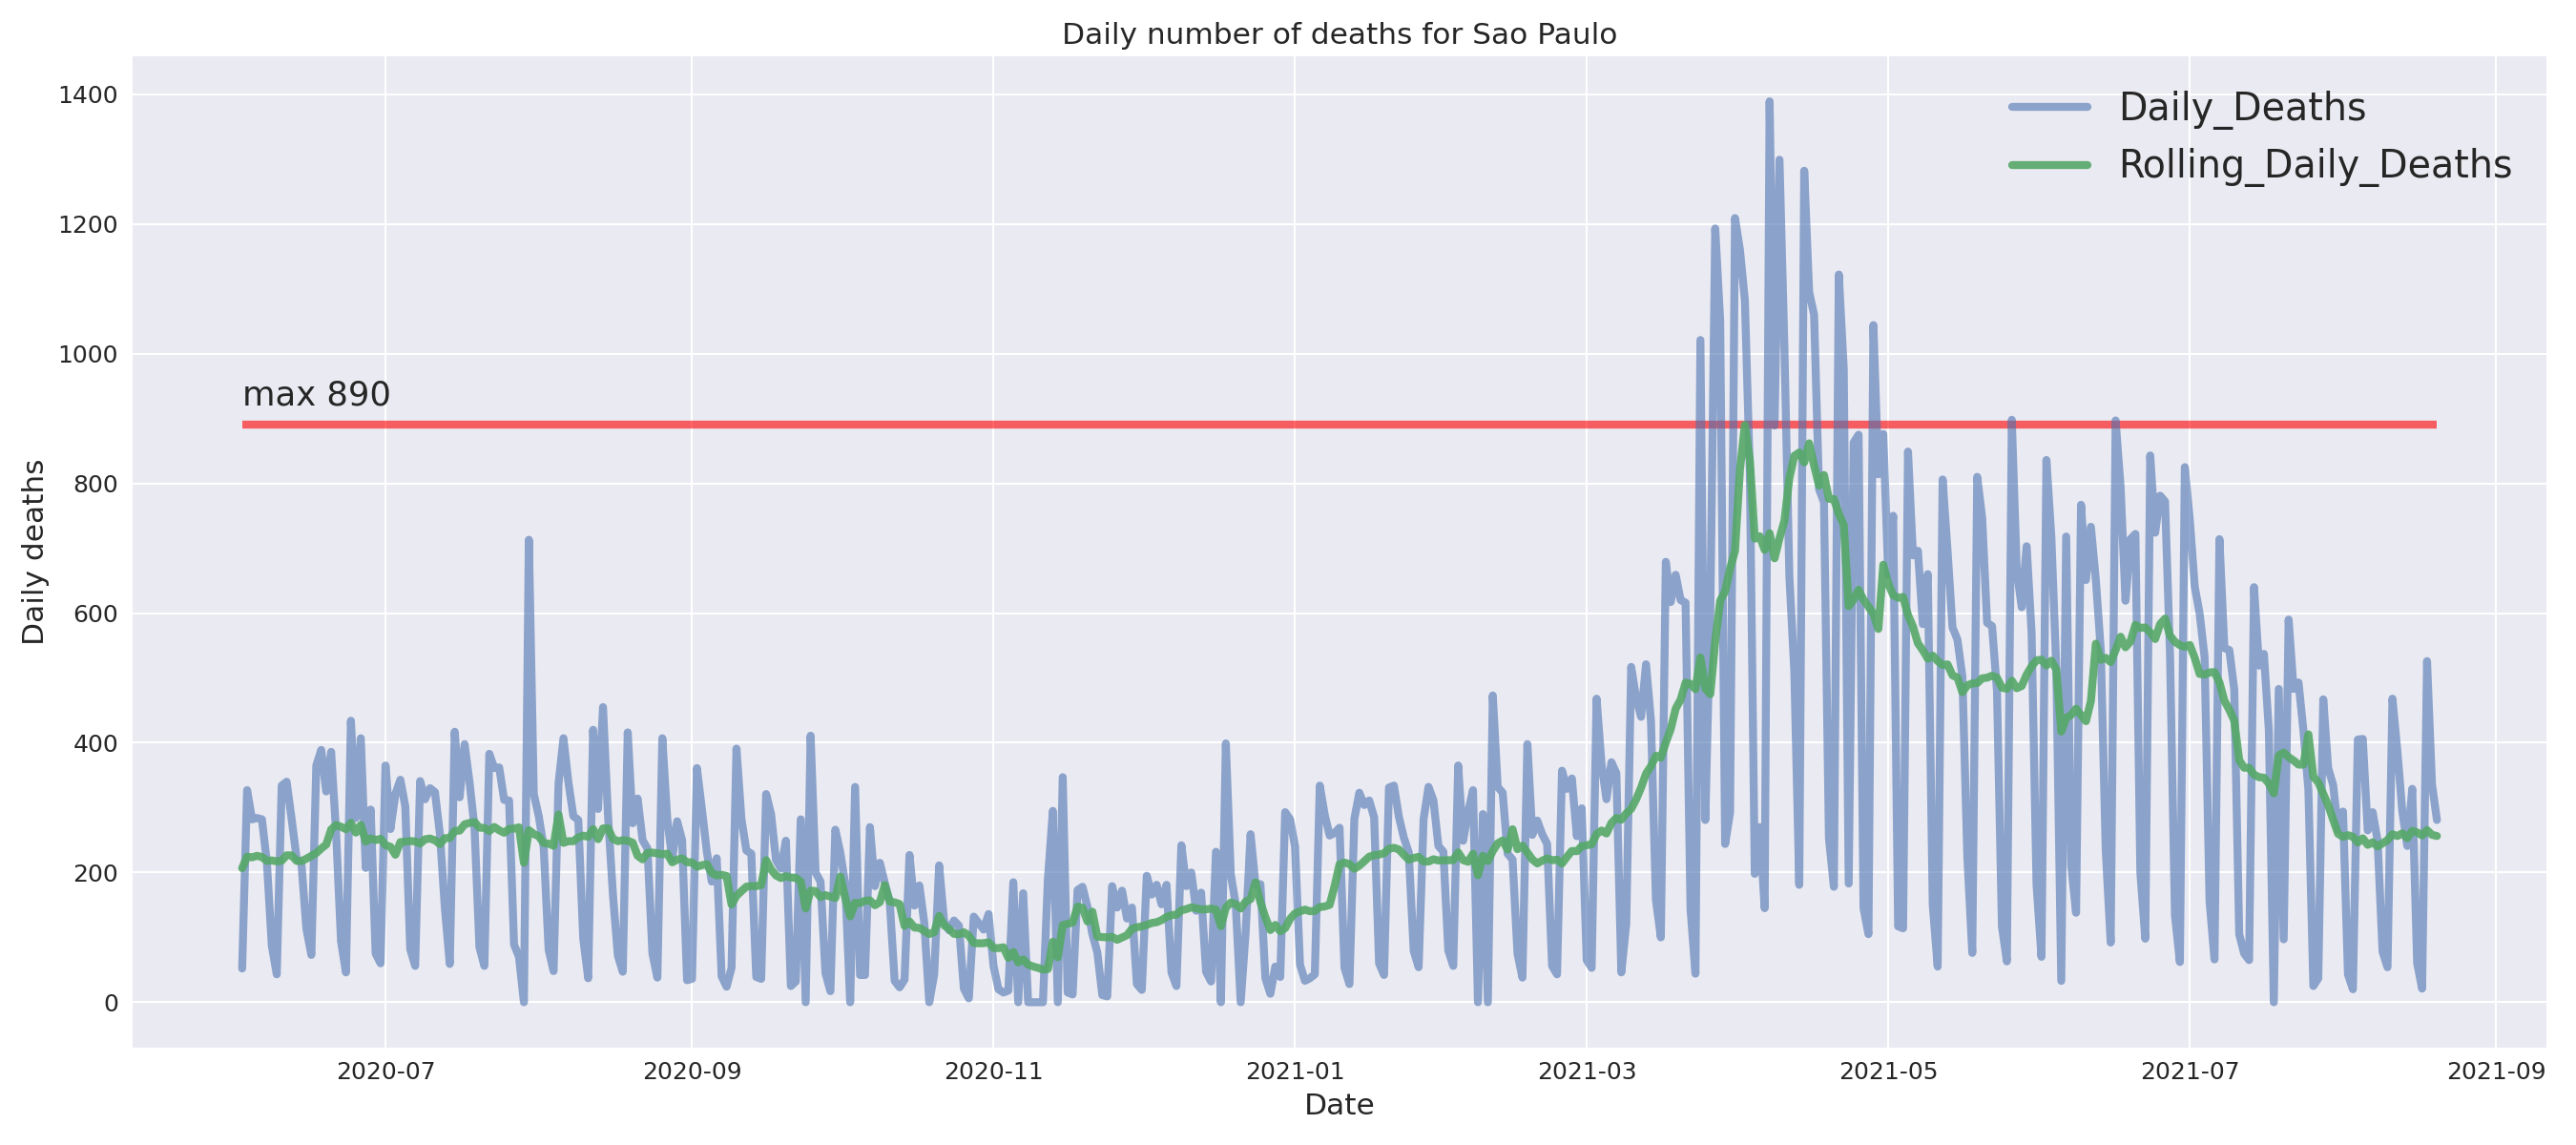 Daily number of deaths for Sao Paulo
1400
1200
1000
800
600
400
200
0
Daily deaths
max 890
Daily_Deaths
Rolling_Daily_Deaths
2020-07
2020-09
2020-11
2021-01
2021-03
2021-05
2021-07
2021-09
Date